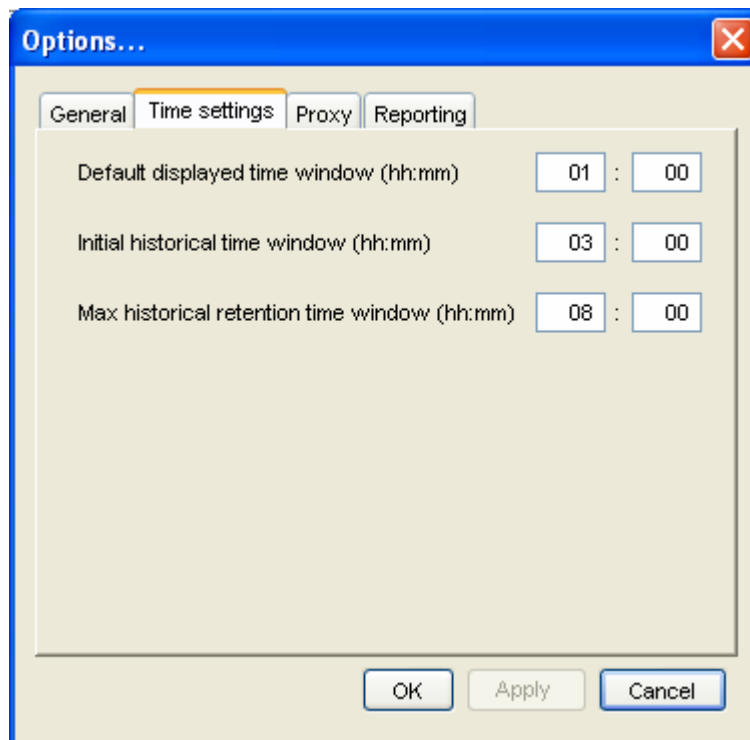 Options...
General Time settings Proxy Reporting
Default displayed time window (hh:mm) 01 : 00
Initial historical time window (hh:mm) 03 : 00
Max historical retention time window (hh:mm) 08 : 00
OK Apply Cancel